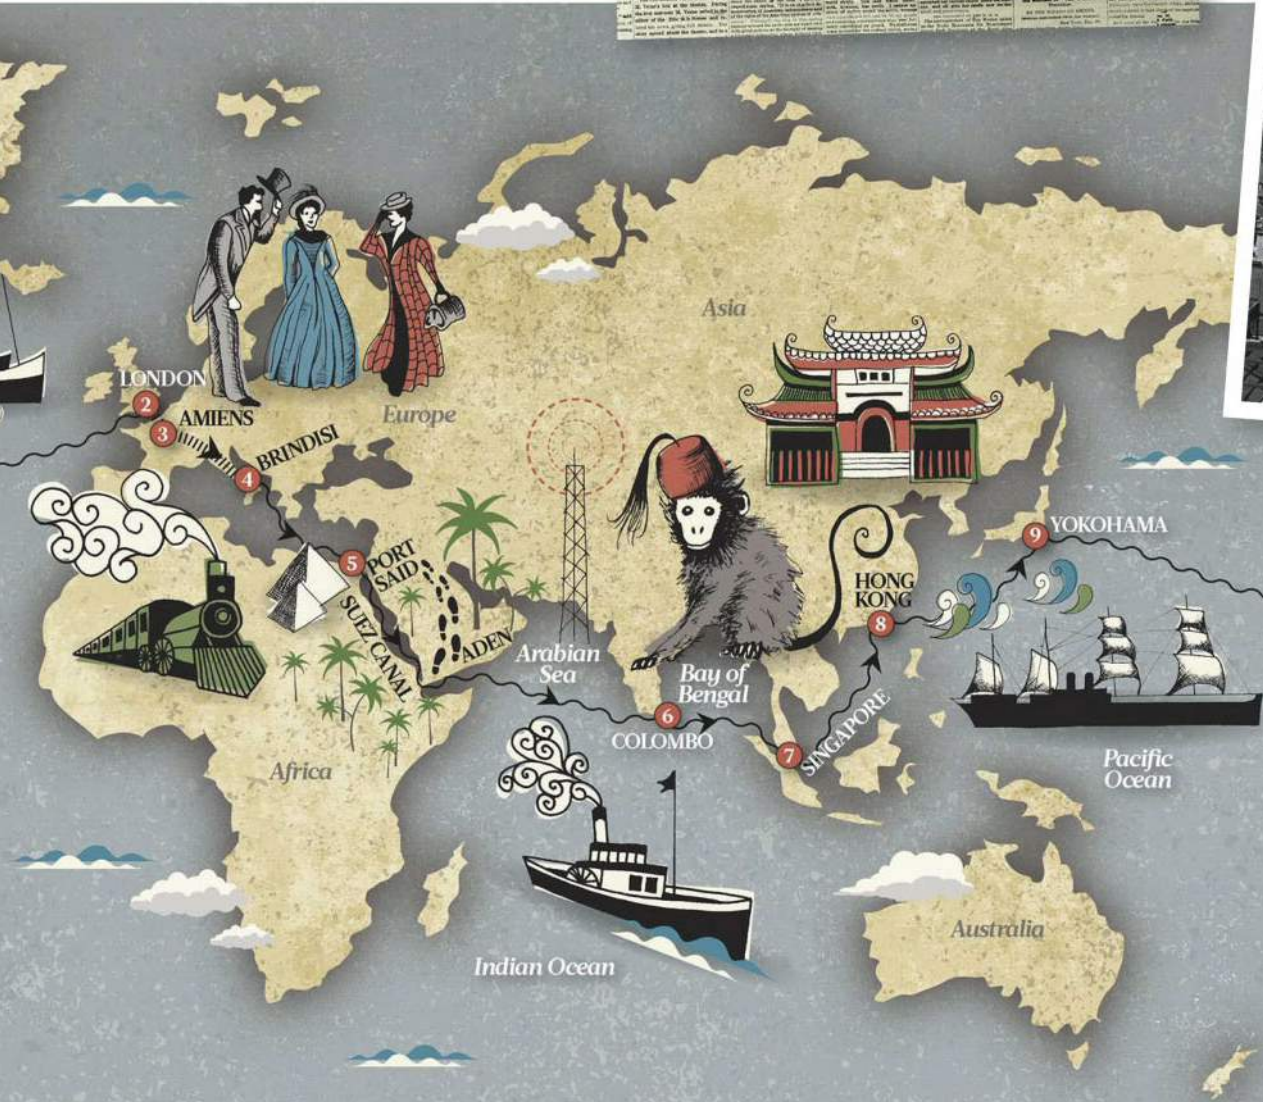 Asia
LONDON
2
3
AMIENS
Europe
BRINDISI
4
5
PORT
SAID
SUEZ CANAL
ADEN
9
YOKOHAMA
HONG
KONG
8
Arabian
Sea
Bay of
Bengal
6
COLOMBO
7
SINGAPORE
Africa
Pacific
Ocean
Australia
Indian Ocean